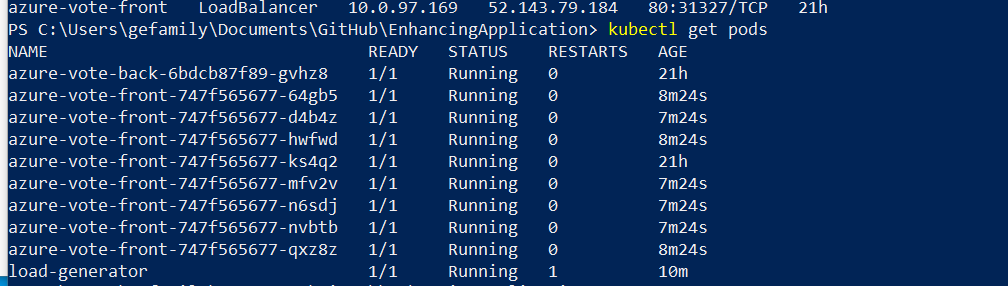 azure-vote-front LoadBalancer 10.0.97.169 52.143.79.184 80:31327/TCP 21h
PS C:\Users\gefamily\Documents\GitHub\EnhancingApplication> kubectl get pods
NAME READY STATUS RESTARTS AGE
azure-vote-back-6bdcb87f89-gvhz8 1/1 Running 0 21h
azure-vote-front-747f565677-64gb5 1/1 Running 0 8m24s
azure-vote-front-747f565677-d4b4z 1/1 Running 0 7m24s
azure-vote-front-747f565677-hwfwd 1/1 Running 0 8m24s
azure-vote-front-747f565677-ks4q2 1/1 Running 0 21h
azure-vote-front-747f565677-mfv2v 1/1 Running 0 7m24s
azure-vote-front-747f565677-n6sdj 1/1 Running 0 7m24s
azure-vote-front-747f565677-nvbtb 1/1 Running 0 7m24s
azure-vote-front-747f565677-qxz8z 1/1 Running 0 8m24s
load-generator 1/1 Running 1 10m